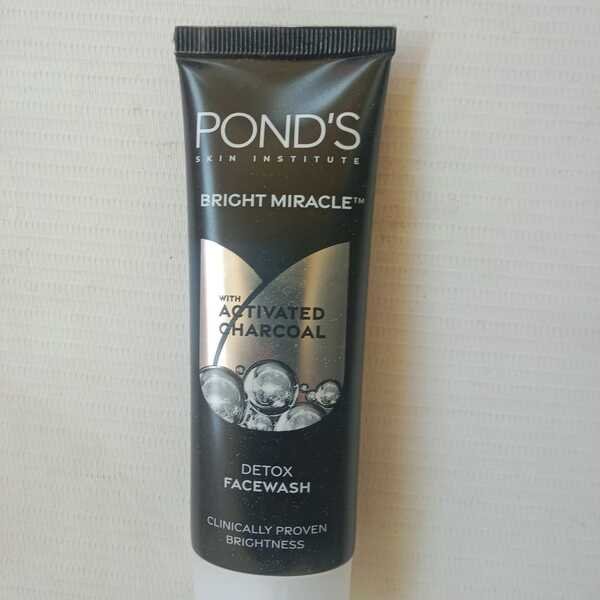 POND'S
SKIN INSTITUTE
BRIGHT MIRACLE™
WITH
ACTIVATED
CHARCOAL
DETOX
FACEWASH
CLINICALLY PROVEN
BRIGHTNESS